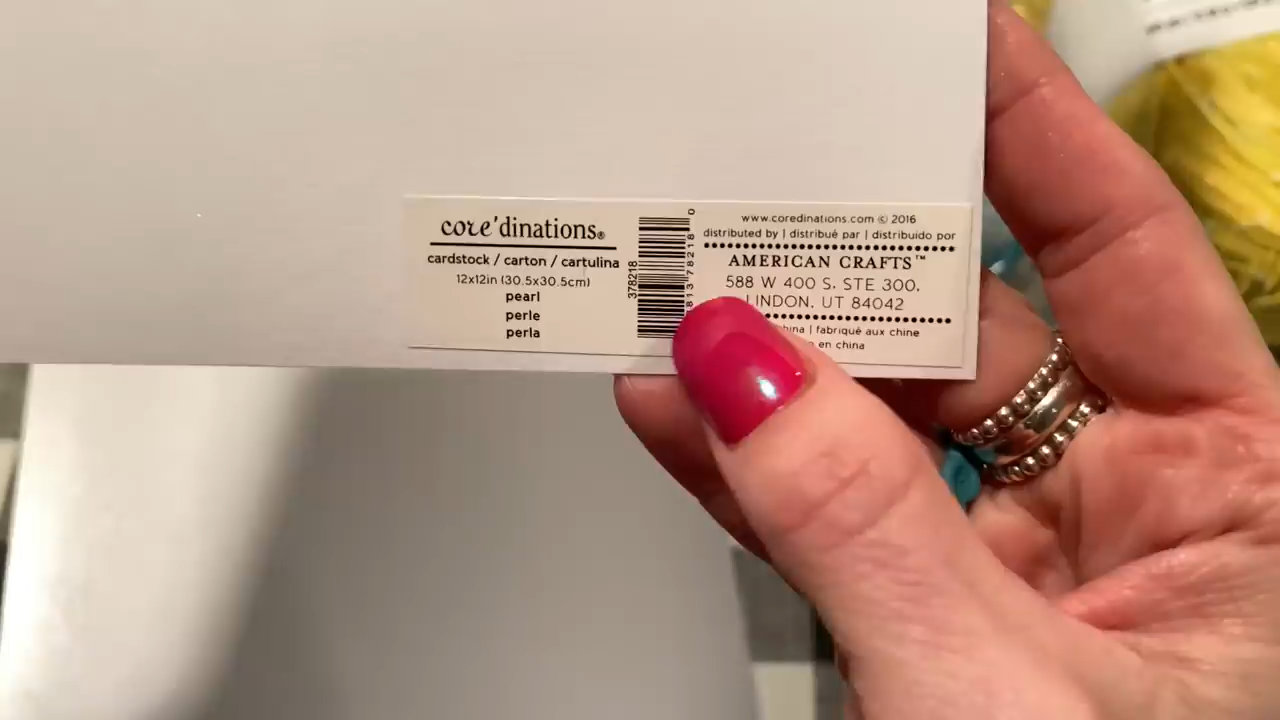 core'dinations®
cardstock / carton / cartulina
12x12in (30.5x30.5cm)
pearl
perle
perla
378218
78218 0
www.coredinations.com © 2016
distributed by | distribué par | distribuido por
AMERICAN CRAFTS™
588 W 400 S. STE 300.
LINDON, UT 84042
| fabriqué aux chine
en china